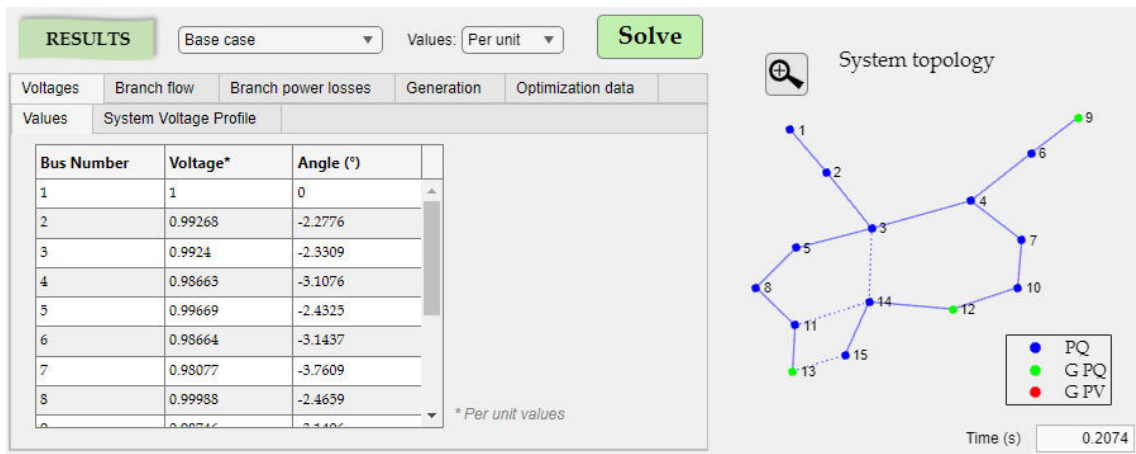 RESULTS Base case Values: Per unit Solve
Voltages Branch flow Branch power losses Generation Optimization data
Values System Voltage Profile
Bus Number Voltage* Angle (°)
1 1 0
2 0.99268 -2.2776
3 0.9924 -2.3309
4 0.98663 -3.1076
5 0.99669 -2.4325
6 0.98664 -3.1437
7 0.98077 -3.7609
8 0.99988 -2.4659
* Per unit values
System topology
1
9
6
2
4
3
7
5
8
10
14
12
11
15
13
PQ
G PQ
G PV
Time (s) 0.2074